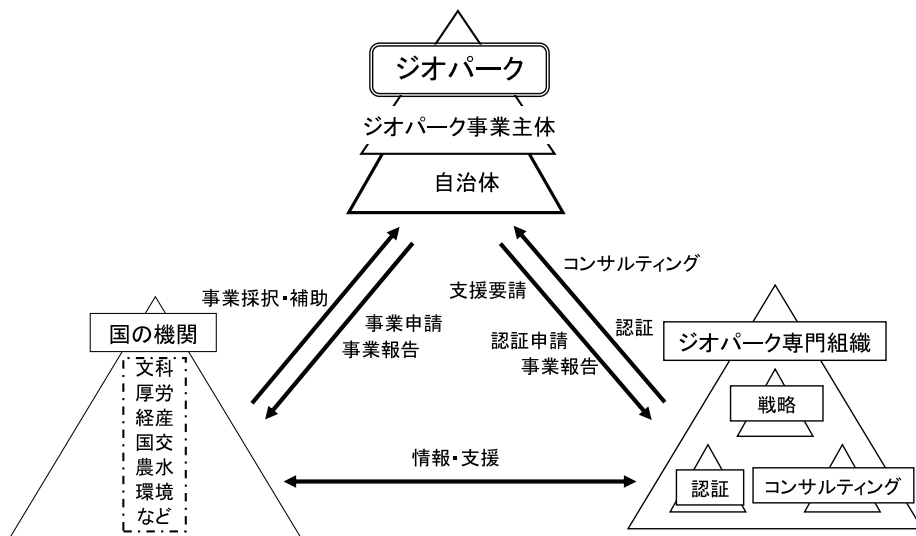 ジオパーク
ジオパーク事業主体
自治体
事業採択・補助
事業申請
事業報告
コンサルティング
支援要請
認証
認証申請
事業報告
国の機関
文科
厚労
経産
国交
農水
環境
など
ジオパーク専門組織
戦略
認証
コンサルティング
情報・支援